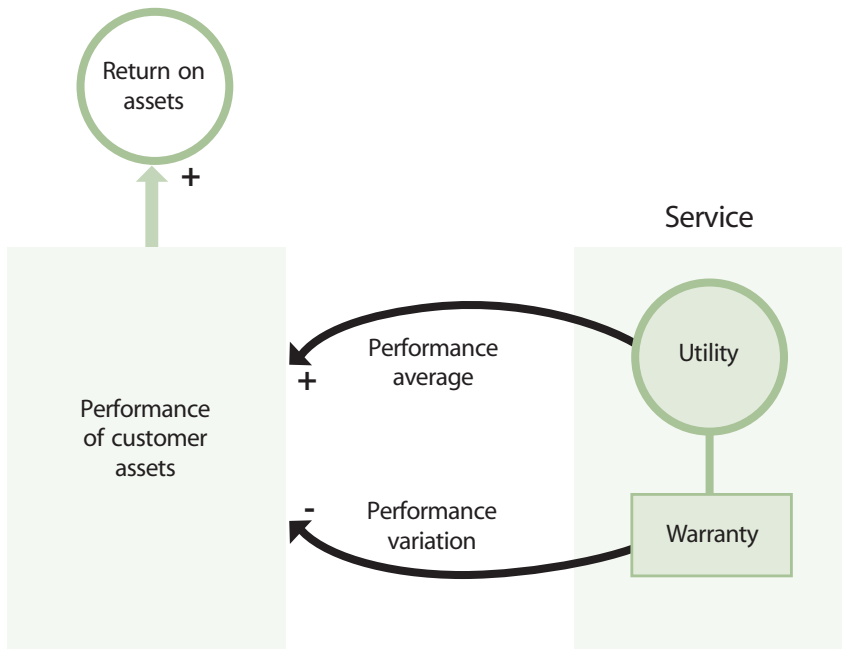 Return on
assets
+
Service
Performance
average
Utility
+
Performance
of customer
assets
-
Performance
variation
Warranty